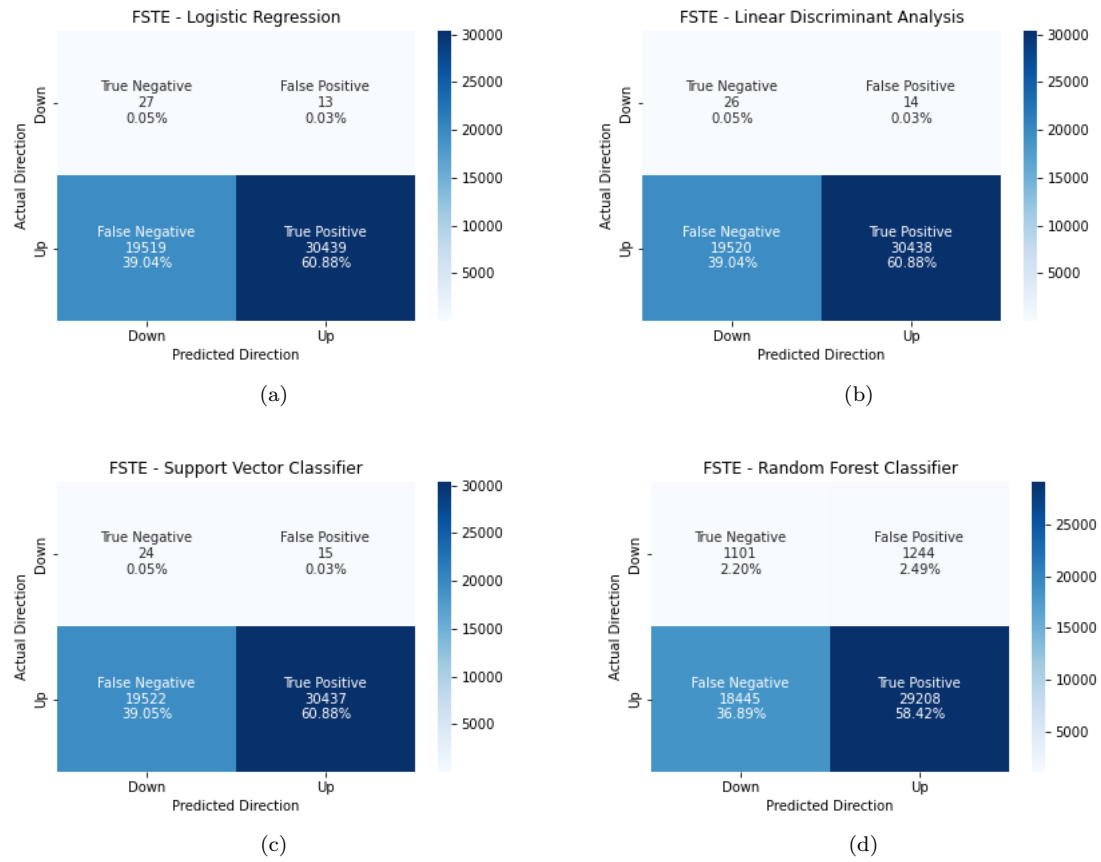 FSTE - Logistic Regression
True Negative
27
0.05%
False Positive
13
0.03%
False Negative
19519
39.04%
True Positive
30439
60.88%
Down
Up
Actual Direction
Down
Up
Predicted Direction
30000
25000
20000
15000
10000
5000
(a)
FSTE - Linear Discriminant Analysis
True Negative
26
0.05%
False Positive
14
0.03%
False Negative
19520
39.04%
True Positive
30438
60.88%
Down
Up
Actual Direction
Down
Up
Predicted Direction
30000
25000
20000
15000
10000
5000
(b)
FSTE - Support Vector Classifier
True Negative
24
0.05%
False Positive
15
0.03%
False Negative
19522
39.05%
True Positive
30437
60.88%
Down
Up
Actual Direction
Down
Up
Predicted Direction
30000
25000
20000
15000
10000
5000
(c)
FSTE - Random Forest Classifier
True Negative
1101
2.20%
False Positive
1244
2.49%
False Negative
18445
36.89%
True Positive
29208
58.42%
Down
Up
Actual Direction
Down
Up
Predicted Direction
25000
20000
15000
10000
5000
(d)